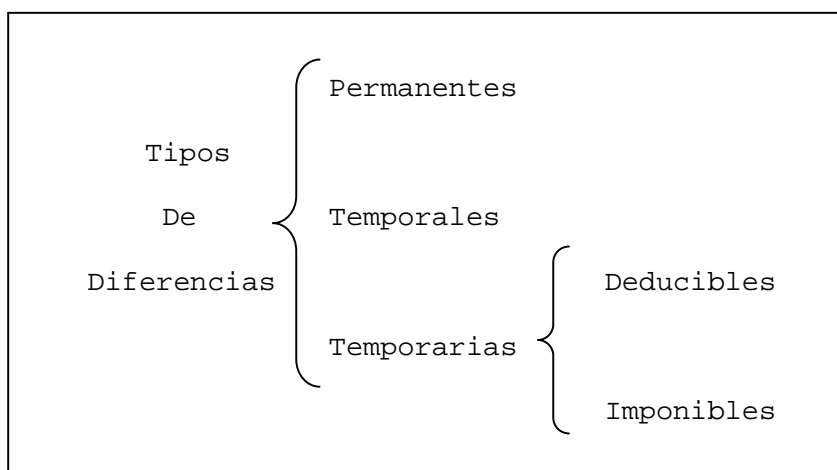 Tipos
De
Diferencias
Permanentes
Temporales
Temporarias
Deducibles
Imponibles